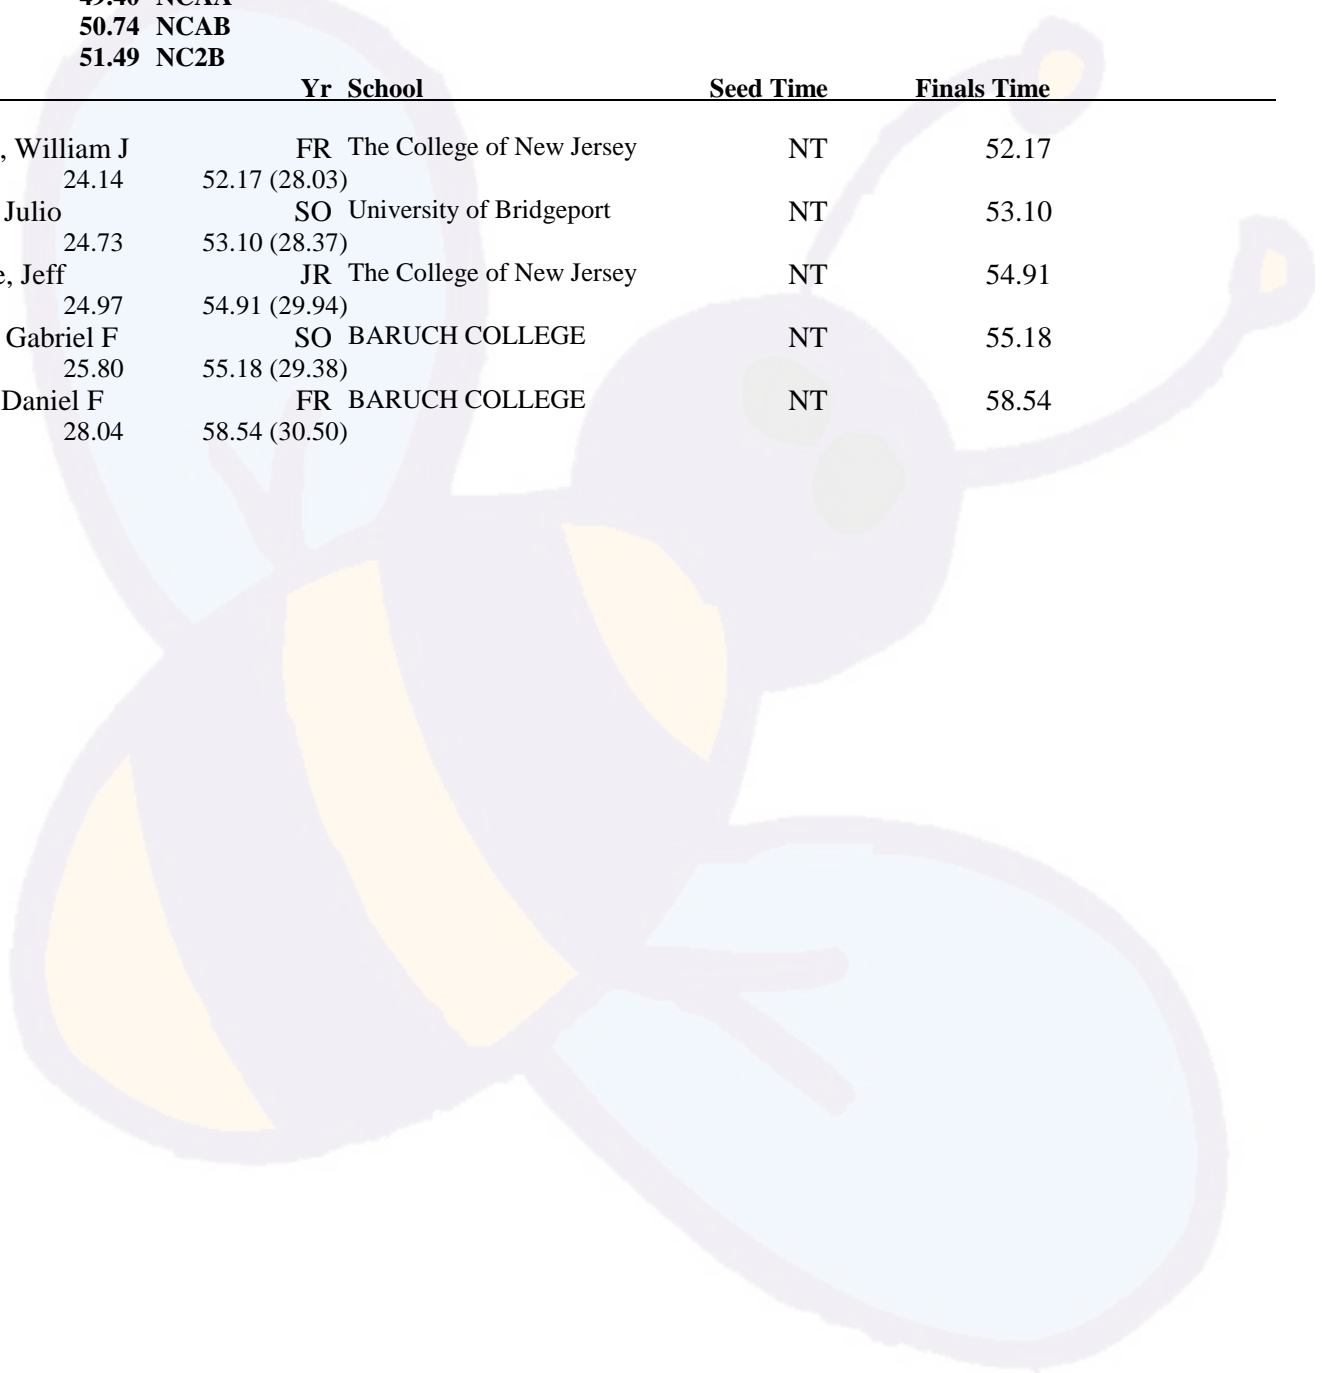 49.40 NCAA
50.74 NCAB
51.49 NC2B
Yr School Seed Time Finals Time
, William J FR The College of New Jersey NT 52.17
24.14 52.17 (28.03)
Julio SO University of Bridgeport NT 53.10
24.73 53.10 (28.37)
e, Jeff JR The College of New Jersey NT 54.91
24.97 54.91 (29.94)
Gabriel F SO BARUCH COLLEGE NT 55.18
25.80 55.18 (29.38)
Daniel F FR BARUCH COLLEGE NT 58.54
28.04 58.54 (30.50)